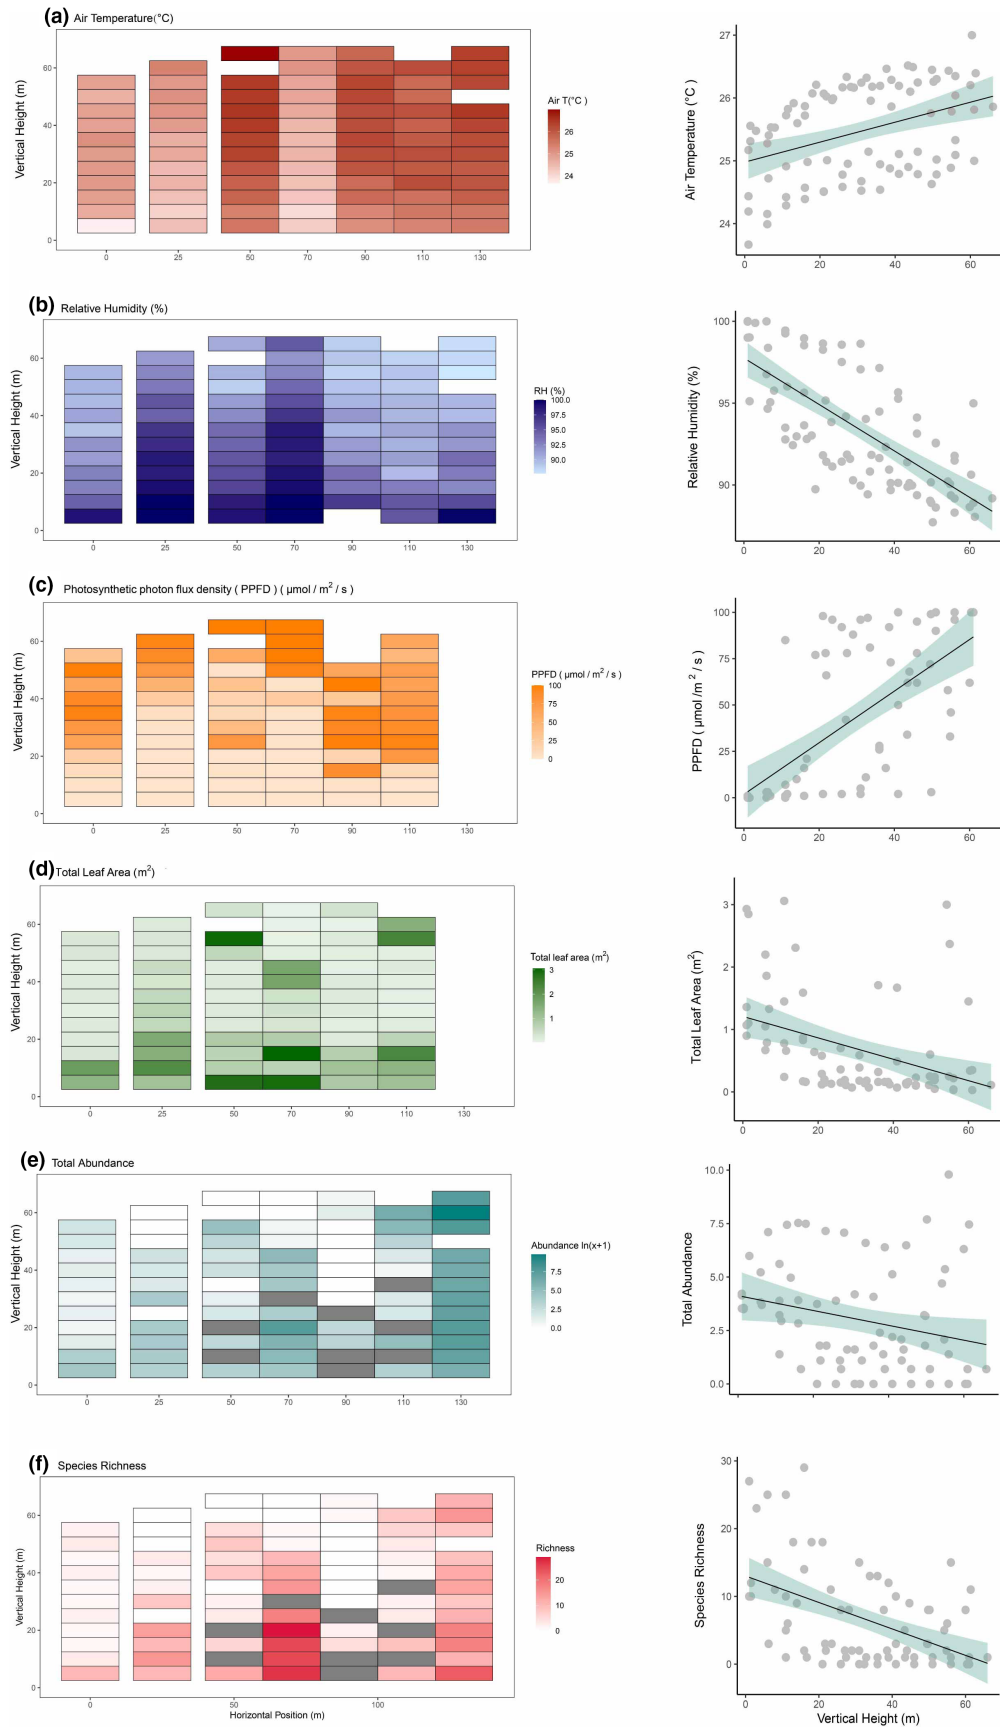 (a) Air Temperature(°C)
Vertical Height (m)
60
40
20
0
0 25 50 70 90 110 130
Air T(°C )
26
25
24
Air Temperature (°C )
27
26
25
24
0 20 40 60
(b) Relative Humidity (%)
Vertical Height (m)
60
40
20
0
0 25 50 70 90 110 130
RH (%)
100.0
97.5
95.0
92.5
90.0
Relative Humidity (%)
100
95
90
0 20 40 60
(c) Photosynthetic photon flux density ( PPFD ) ( μmol / m² / s )
Vertical Height (m)
60
40
20
0
0 25 50 70 90 110 130
PPFD ( μmol / m² / s )
100
75
50
25
0
PPFD ( μmol /m² / s )
100
75
50
25
0
0 20 40 60
(d) Total Leaf Area (m²)
Vertical Height (m)
60
40
20
0
0 25 50 70 90 110 130
Total leaf area (m²)
3
2
1
Total Leaf Area (m²)
3
2
1
0
0 20 40 60
(e) Total Abundance
Vertical Height (m)
60
40
20
0
0 25 50 70 90 110 130
Abundance ln(x+1)
7.5
5.0
2.5
0.0
Total Abundance
10.0
7.5
5.0
2.5
0.0
(f) Species Richness
Vertical Height (m)
60
40
20
0
0 50 100
Horizontal Position (m)
Richness
20
10
0
Species Richness
30
20
10
0
0 20 40 60
Vertical Height (m)